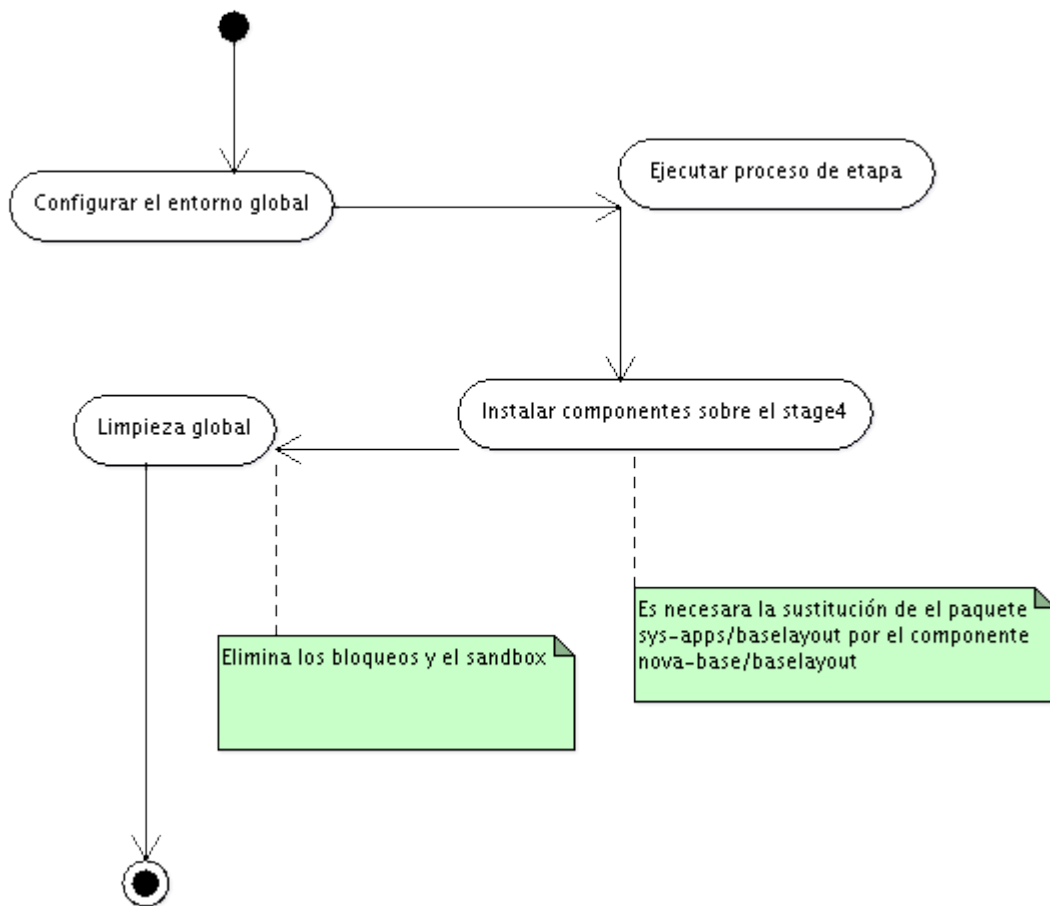 Ejecutar proceso de etapa
Configurar el entorno global
Instalar componentes sobre el stage4
Limpieza global
Es necesara la sustitución de el paquete
sys-apps/baselayout por el componente
nova-base/baselayout
Elimina los bloqueos y el sandbox